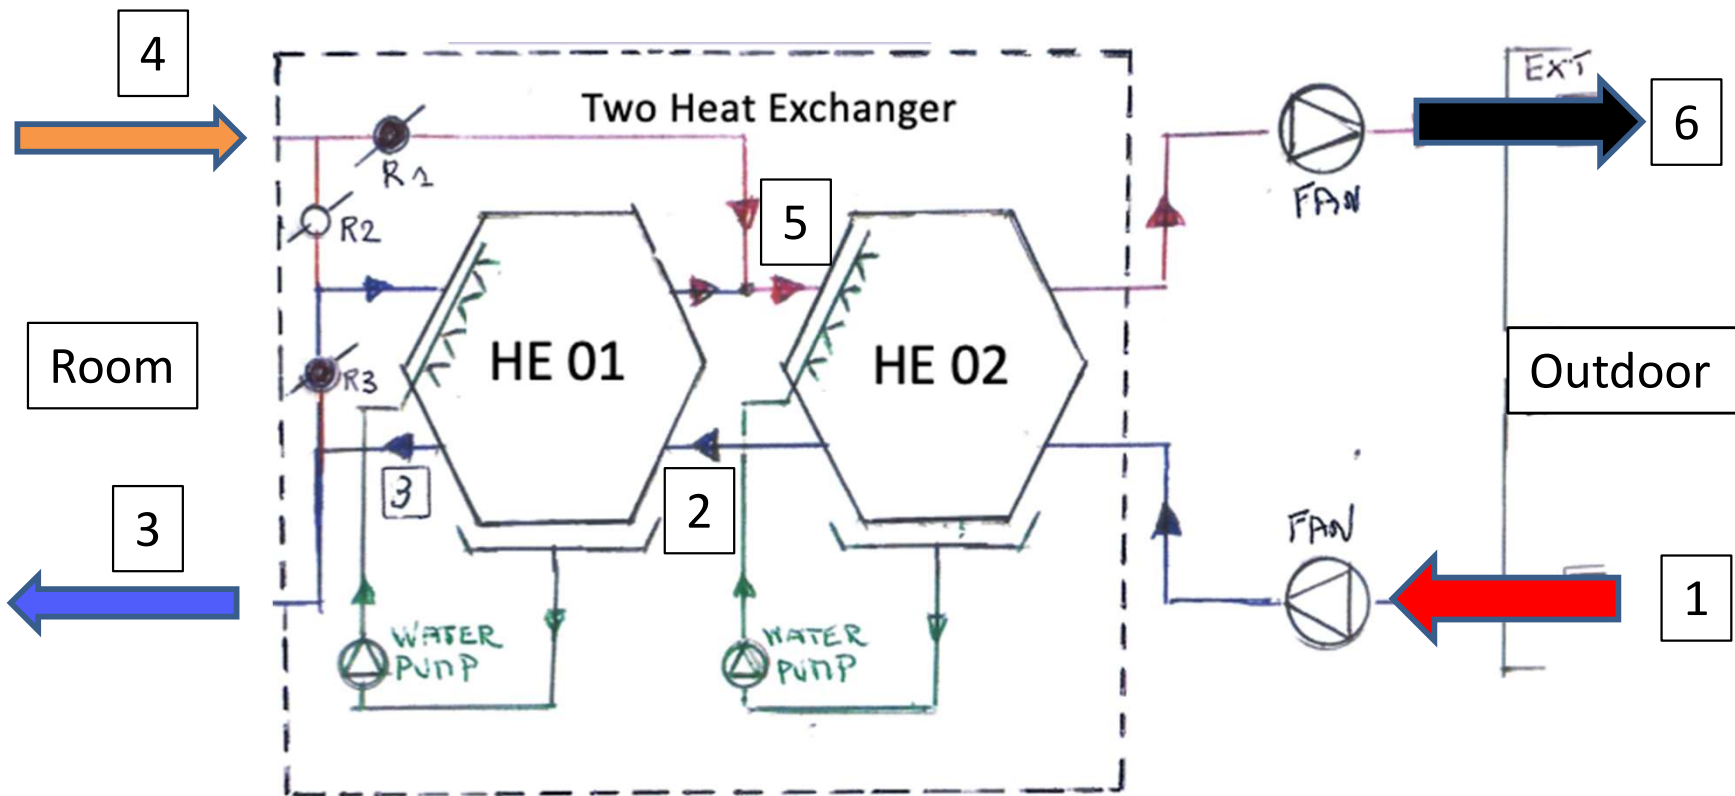 4
Two Heat Exchanger
EXT
6
R1
R2
5
FAN
Room
R3
HE 01
HE 02
Outdoor
3
2
3
FAN
1
WATER
PUMP
WATER
PUMP